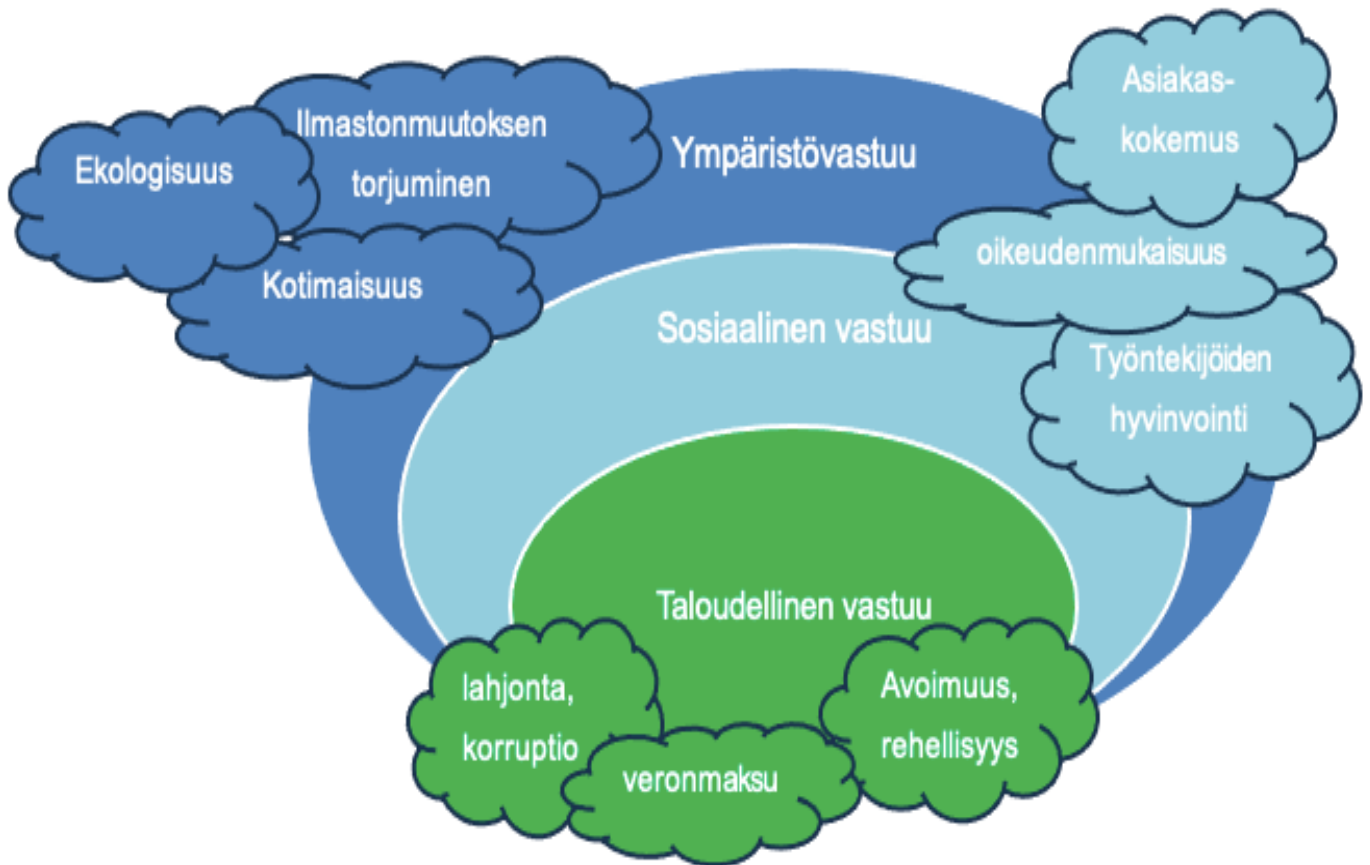 Ekologisuus
Ilmastonmuutoksen
torjuminen
Kotimaisuus
Ympäristövastuu
Asiakas-
kokemus
oikeudenmukaisuus
Työntekijöiden
hyvinvointi
Sosiaalinen vastuu
Taloudellinen vastuu
lahjonta,
korruptio
veronmaksu
Avoimuus,
rehellisyys